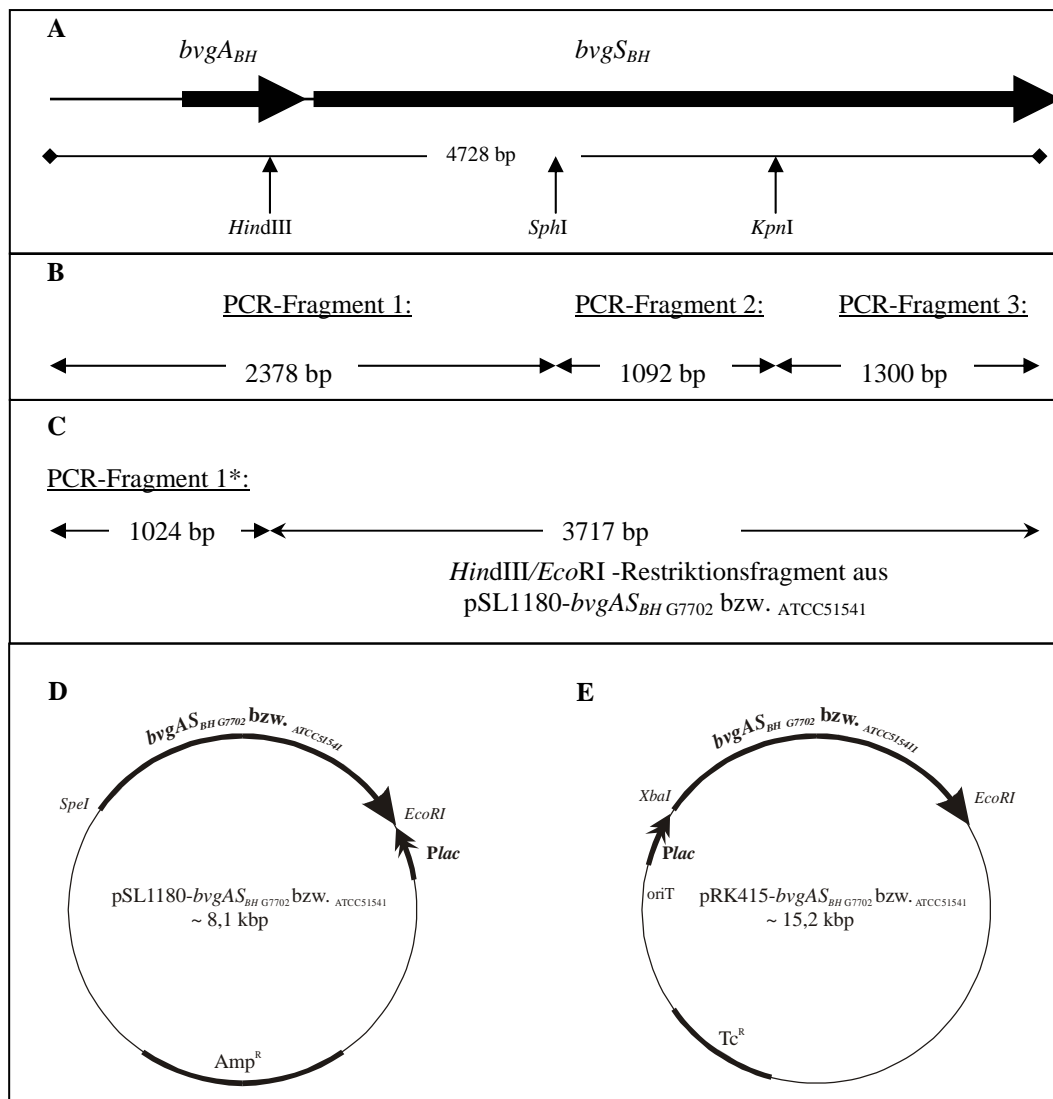 A
bvgA_BH bvgS_BH
4728 bp
HindIII SphI KpnI
B
PCR-Fragment 1: PCR-Fragment 2: PCR-Fragment 3:
2378 bp 1092 bp 1300 bp
C
PCR-Fragment 1*:
1024 bp 3717 bp
HindIII/EcoRI -Restriktionsfragment aus
pSL1180-bvgAS_BH G7702 bzw. ATCC51541
D
bvgAS_BH G7702 bzw. ATCC51541
SpeI
EcoRI
Plac
pSL1180-bvgAS_BH G7702 bzw. ATCC51541
~ 8,1 kbp
Amp^R
E
bvgAS_BH G7702 bzw. ATCC515411
XbaI
EcoRI
Plac
oriT
pRK415-bvgAS_BH G7702 bzw. ATCC51541
~ 15,2 kbp
Tc^R